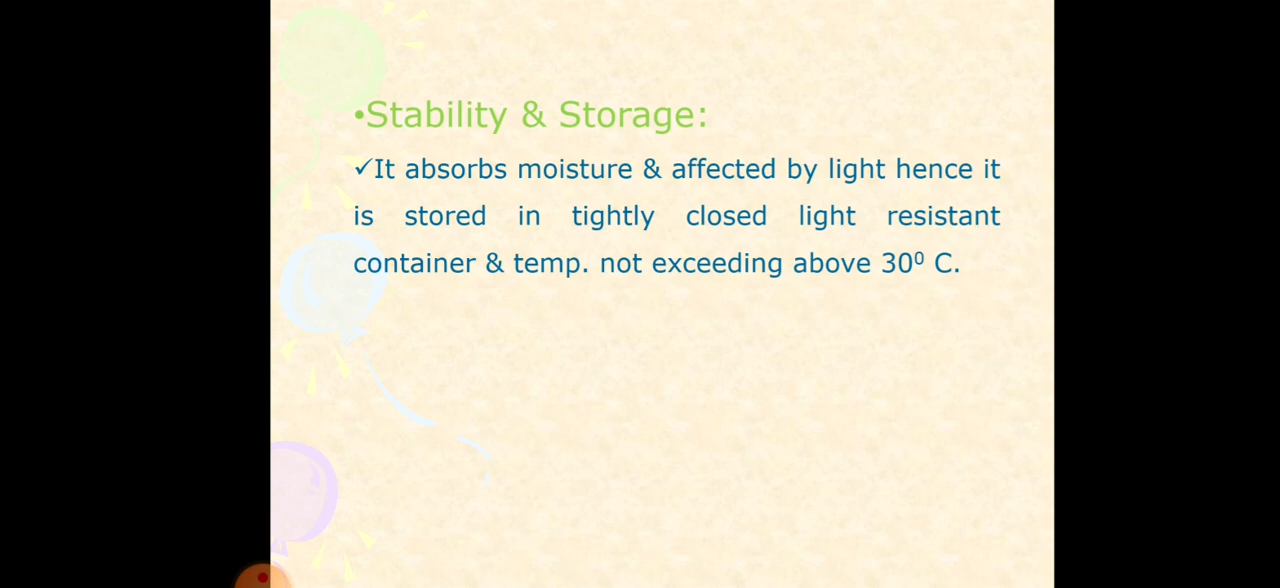 •Stability & Storage:
✓It absorbs moisture & affected by light hence it
is stored in tightly closed light resistant
container & temp. not exceeding above 30⁰ C.